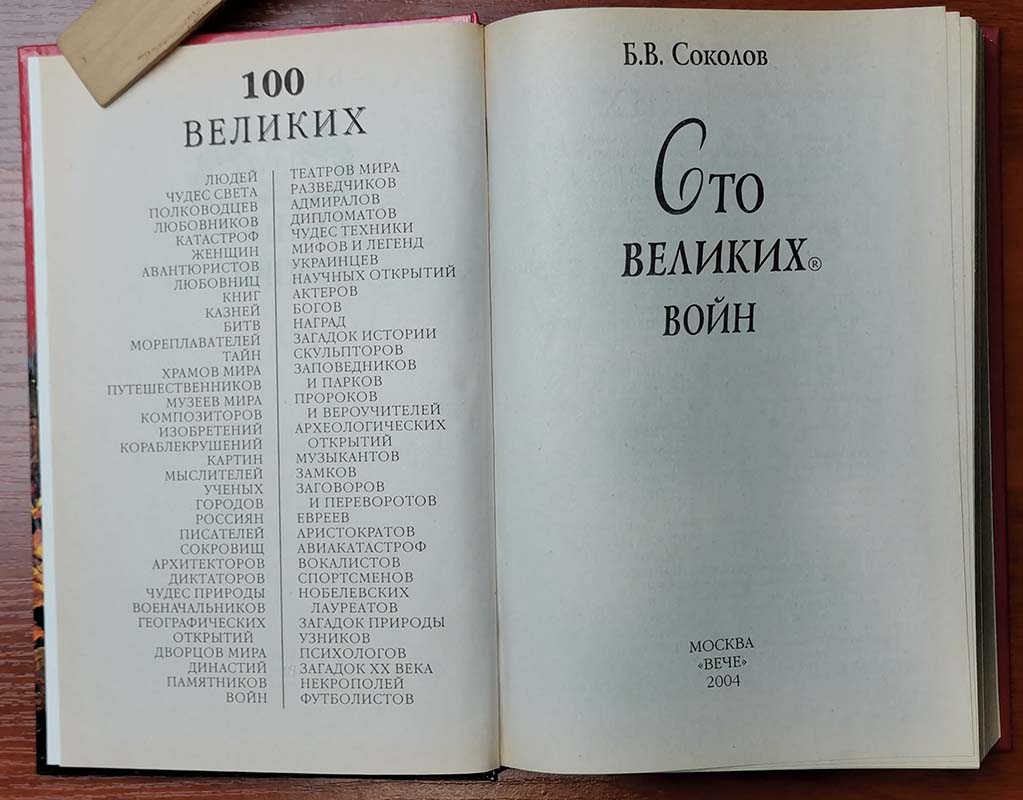 100
ВЕЛИКИХ
ЛЮДЕЙ
ЧУДЕС СВЕТА
ПОЛКОВОДЦЕВ
ЛЮБОВНИКОВ
КАТАСТРОФ
ЖЕНЩИН
АВАНТЮРИСТОВ
ЛЮБОВНИЦ
КНИГ
КАЗНЕЙ
БИТВ
МОРЕПЛАВАТЕЛЕЙ
ТАЙН
ХРАМОВ МИРА
ПУТЕШЕСТВЕННИКОВ
МУЗЕЕВ МИРА
КОМПОЗИТОРОВ
ИЗОБРЕТЕНИЙ
КОРАБЛЕКРУШЕНИЙ
КАРТИН
МЫСЛИТЕЛЕЙ
УЧЕНЫХ
ГОРОДОВ
РОССИЯН
ПИСАТЕЛЕЙ
СОКРОВИЩ
АРХИТЕКТОРОВ
ДИКТАТОРОВ
ЧУДЕС ПРИРОДЫ
ВОЕНАЧАЛЬНИКОВ
ГЕОГРАФИЧЕСКИХ
ОТКРЫТИЙ
ДВОРЦОВ МИРА
ДИНАСТИЙ
ПАМЯТНИКОВ
ВОЙН
ТЕАТРОВ МИРА
РАЗВЕДЧИКОВ
АДМИРАЛОВ
ДИПЛОМАТОВ
ЧУДЕС ТЕХНИКИ
МИФОВ И ЛЕГЕНД
УКРАИНЦЕВ
НАУЧНЫХ ОТКРЫТИЙ
АКТЕРОВ
БОГОВ
НАГРАД
ЗАГАДОК ИСТОРИИ
СКУЛЬПТОРОВ
ЗАПОВЕДНИКОВ
И ПАРКОВ
ПРОРОКОВ
И ВЕРОУЧИТЕЛЕЙ
АРХЕОЛОГИЧЕСКИХ
ОТКРЫТИЙ
МУЗЫКАНТОВ
ЗАМКОВ
ЗАГОВОРОВ
И ПЕРЕВОРОТОВ
ЕВРЕЕВ
АРИСТОКРАТОВ
АВИАКАТАСТРОФ
ВОКАЛИСТОВ
СПОРТСМЕНОВ
НОБЕЛЕВСКИХ
ЛАУРЕАТОВ
ЗАГАДОК ПРИРОДЫ
УЗНИКОВ
ПСИХОЛОГОВ
ЗАГАДОК XX ВЕКА
НЕКРОПОЛЕЙ
ФУТБОЛИСТОВ
Б.В. Соколов
Сто
ВЕЛИКИХ®
ВОЙН
МОСКВА
«ВЕЧЕ»
2004